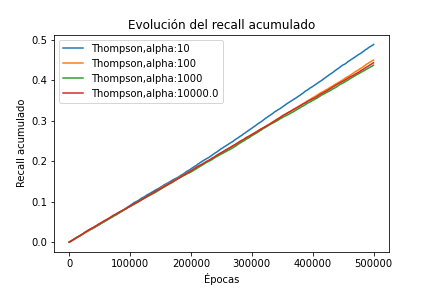 Evolución del recall acumulado
Thompson,alpha:10
Thompson,alpha:100
Thompson,alpha:1000
Thompson,alpha:10000.0
Recall acumulado
0.5
0.4
0.3
0.2
0.1
0.0
0 100000 200000 300000 400000 500000
Épocas